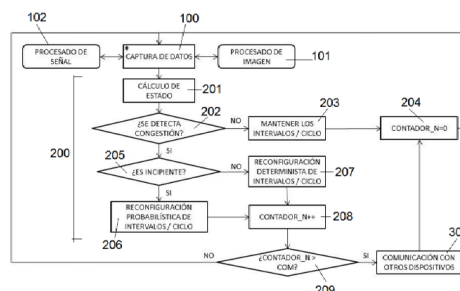 102
100
PROCESADO DE
SEÑAL
* CAPTURA DE DATOS
PROCESADO DE
IMAGEN
101
CÁLCULO DE
ESTADO
201
202
203
204
¿SE DETECTA
CONGESTIÓN?
NO
MANTENER LOS
INTERVALOS / CICLO
CONTADOR_N=0
SI
200
205
¿ES INCIPIENTE?
NO
RECONFIGURACIÓN
DETERMINISTA DE
INTERVALOS / CICLO
207
SI
RECONFIGURACIÓN
PROBABILÍSTICA DE
INTERVALOS / CICLO
206
CONTADOR_N++
208
30
NO
¿CONTADOR_N >
COM?
SI
COMUNICACIÓN CON
OTROS DISPOSITIVOS
209